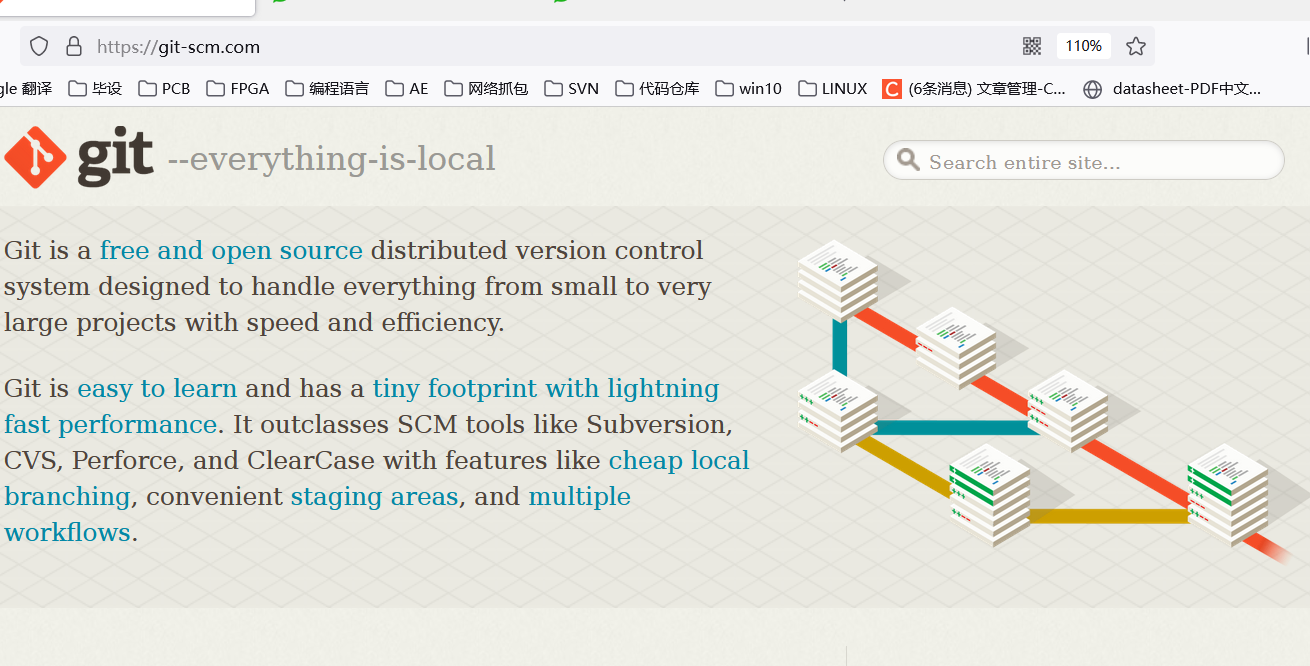 https://git-scm.com 110%
gle 翻译 毕设 PCB FPGA 编程语言 AE 网络抓包 SVN 代码仓库 win10 LINUX C (6条消息) 文章管理-C... datasheet-PDF中文...
git --everything-is-local Search entire site...
Git is a free and open source distributed version control
system designed to handle everything from small to very
large projects with speed and efficiency.
Git is easy to learn and has a tiny footprint with lightning
fast performance. It outclasses SCM tools like Subversion,
CVS, Perforce, and ClearCase with features like cheap local
branching, convenient staging areas, and multiple
workflows.